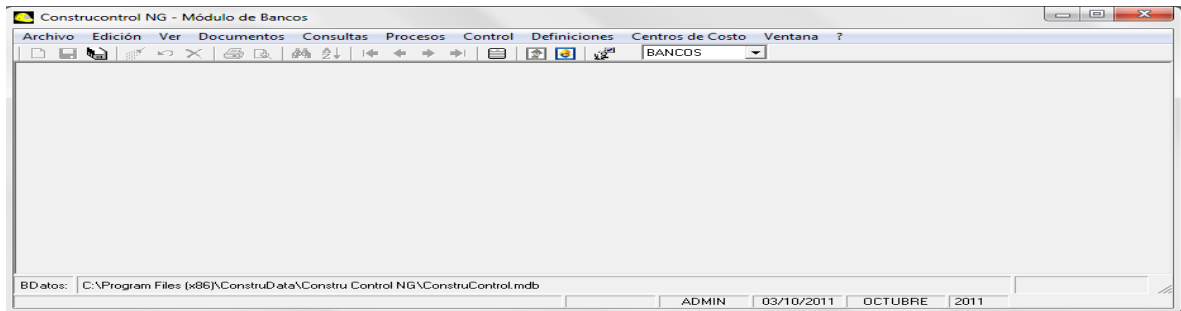 Construcontrol NG - Módulo de Bancos
Archivo Edición Ver Documentos Consultas Procesos Control Definiciones Centros de Costo Ventana ?
BANCOS
BDatos: C:\Program Files (x86)\ConstruData\Constru Control NG\ConstruControl.mdb
ADMIN 03/10/2011 OCTUBRE 2011